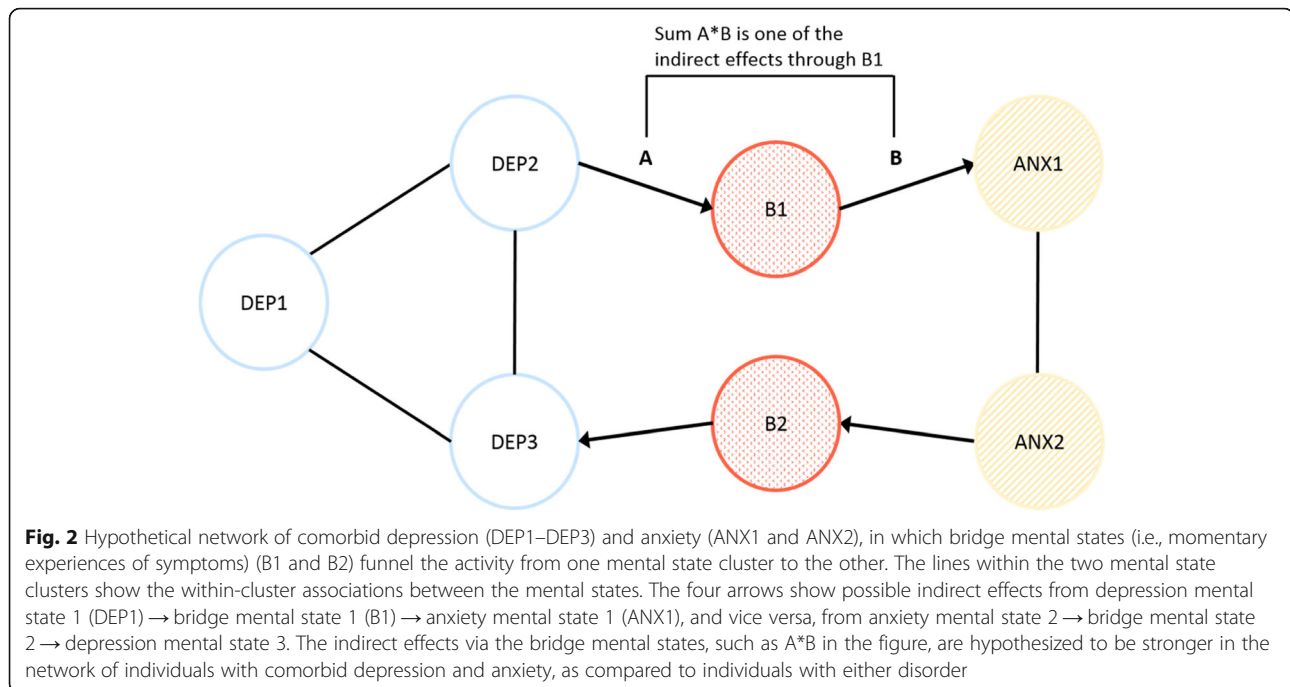 Sum A*B is one of the
indirect effects through B1
A
B
DEP2
B1
ANX1
DEP1
DEP3
B2
ANX2
Fig. 2 Hypothetical network of comorbid depression (DEP1–DEP3) and anxiety (ANX1 and ANX2), in which bridge mental states (i.e., momentary
experiences of symptoms) (B1 and B2) funnel the activity from one mental state cluster to the other. The lines within the two mental state
clusters show the within-cluster associations between the mental states. The four arrows show possible indirect effects from depression mental
state 1 (DEP1) → bridge mental state 1 (B1) → anxiety mental state 1 (ANX1), and vice versa, from anxiety mental state 2 → bridge mental state
2 → depression mental state 3. The indirect effects via the bridge mental states, such as A*B in the figure, are hypothesized to be stronger in the
network of individuals with comorbid depression and anxiety, as compared to individuals with either disorder